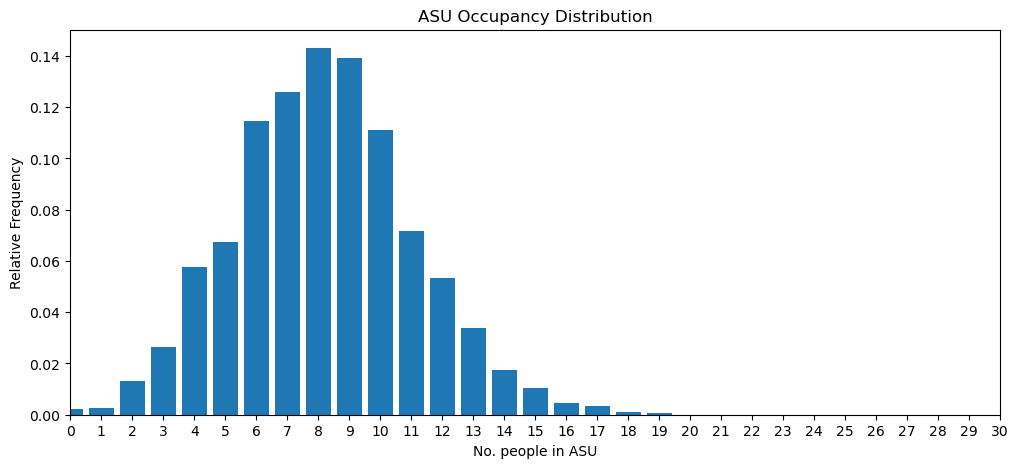 ASU Occupancy Distribution
Relative Frequency
0.14
0.12
0.10
0.08
0.06
0.04
0.02
0.00
0 1 2 3 4 5 6 7 8 9 10 11 12 13 14 15 16 17 18 19 20 21 22 23 24 25 26 27 28 29 30
No. people in ASU